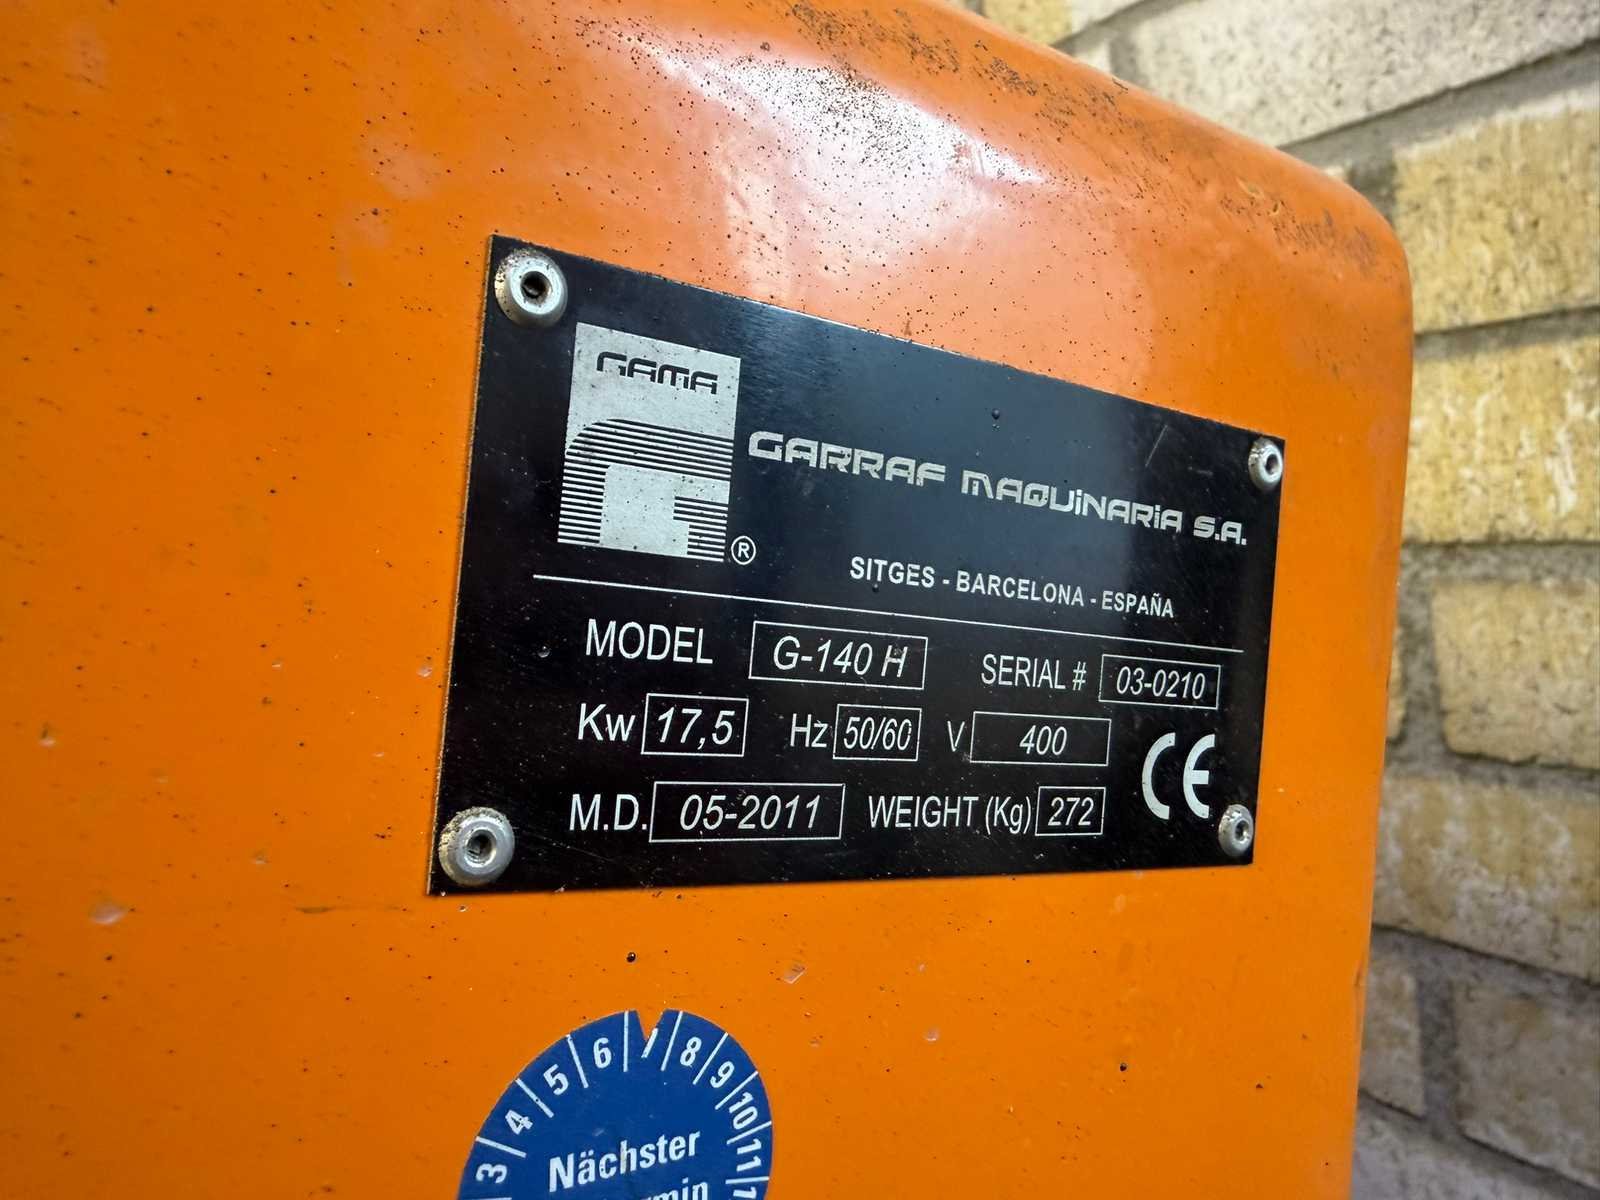 GAMA
GARRAF MAQUINARIA S.A.
®
SITGES - BARCELONA - ESPAÑA
MODEL G-140 H SERIAL # 03-0210
Kw 17,5 Hz 50/60 V 400
M.D. 05-2011 WEIGHT (Kg) 272 CE
3 4 5 6 7 8 9 10 11
Nächster